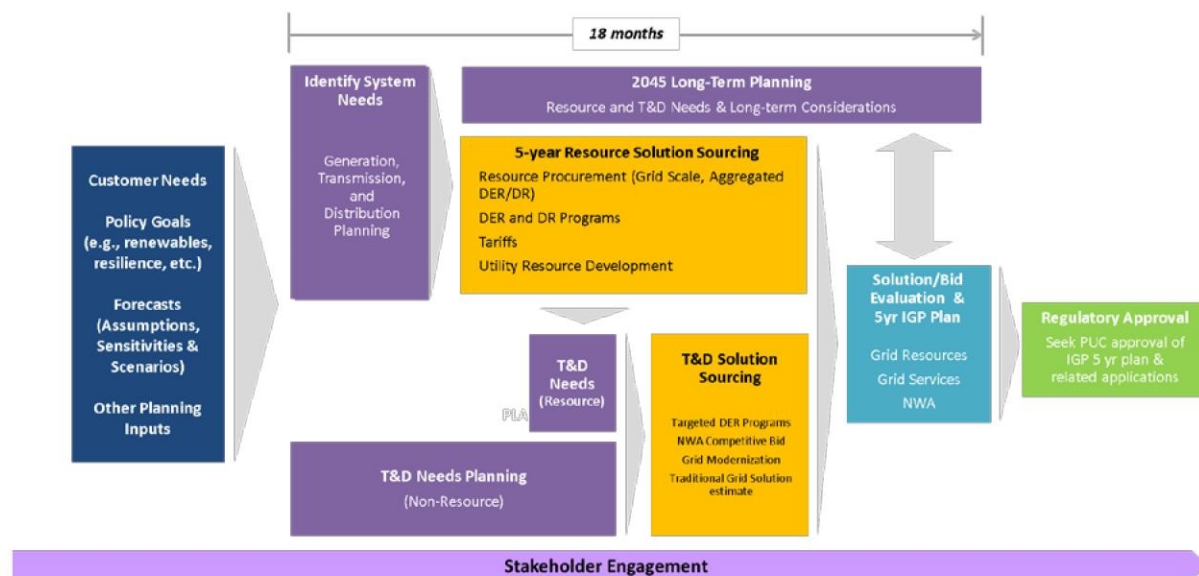 18 months
Identify System
Needs
Generation,
Transmission,
and
Distribution
Planning
2045 Long-Term Planning
Resource and T&D Needs & Long-term Considerations
Customer Needs
Policy Goals
(e.g., renewables,
resilience, etc.)
Forecasts
(Assumptions,
Sensitivities &
Scenarios)
Other Planning
Inputs
5-year Resource Solution Sourcing
Resource Procurement (Grid Scale, Aggregated
DER/DR)
DER and DR Programs
Tariffs
Utility Resource Development
T&D
Needs
(Resource)
PLA
T&D Needs Planning
(Non-Resource)
T&D Solution
Sourcing
Targeted DER Programs
NWA Competitive Bid
Grid Modernization
Traditional Grid Solution
estimate
Solution/Bid
Evaluation &
5yr IGP Plan
Grid Resources
Grid Services
NWA
Regulatory Approval
Seek PUC approval of
IGP 5 yr plan &
related applications
Stakeholder Engagement